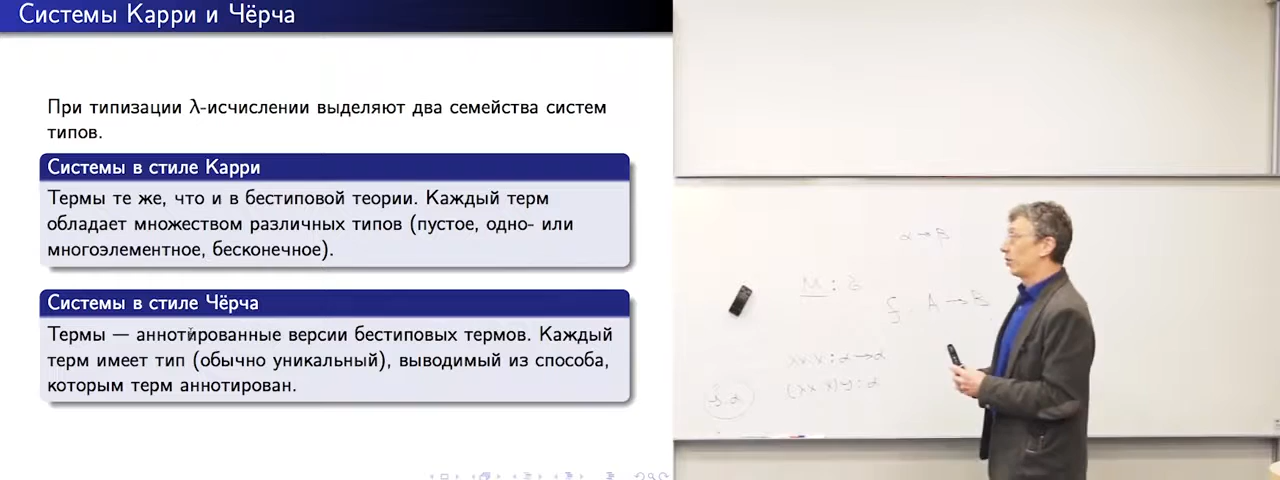 Системы Карри и Чёрча
При типизации λ-исчислении выделяют два семейства систем
типов.
Системы в стиле Карри
Термы те же, что и в бестиповой теории. Каждый терм
обладает множеством различных типов (пустое, одно- или
многоэлементное, бесконечное).
Системы в стиле Чёрча
Термы — аннотированные версии бестиповых термов. Каждый
терм имеет тип (обычно уникальный), выводимый из способа,
которым терм аннотирован.
α → β
λx.x : α → α
(λx.x)y : α